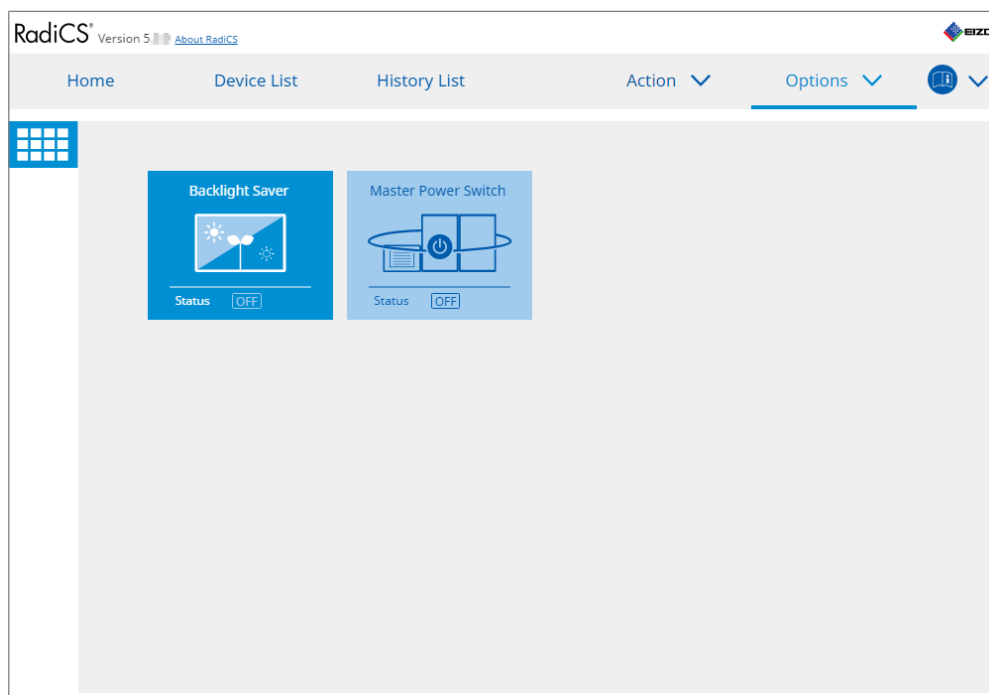 RadiCS® Version 5. About RadiCS
EIZO
Home Device List History List Action Options
Backlight Saver Master Power Switch
Status OFF Status OFF